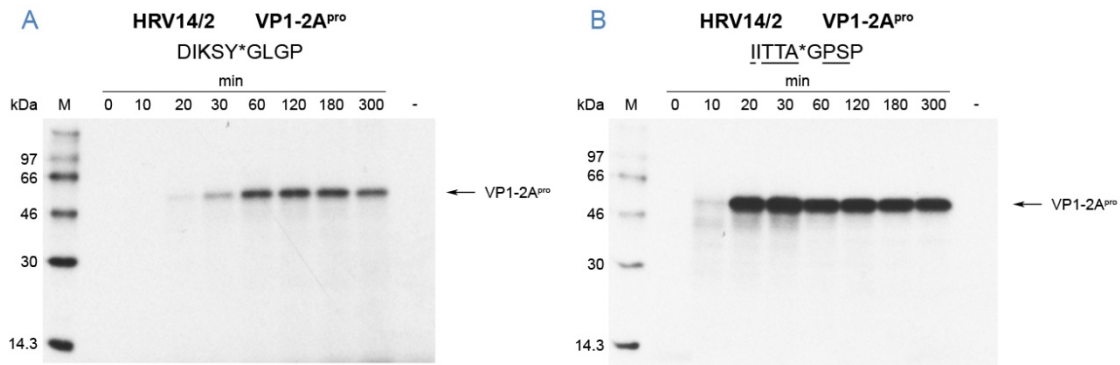 A
HRV14/2 VP1-2Apro
DIKSY*GLGP
min
kDa M 0 10 20 30 60 120 180 300 -
97
66
46
30
14.3
VP1-2Apro
B
HRV14/2 VP1-2Apro
IITTA*GPSP
min
kDa M 0 10 20 30 60 120 180 300 -
97
66
46
30
14.3
VP1-2Apro